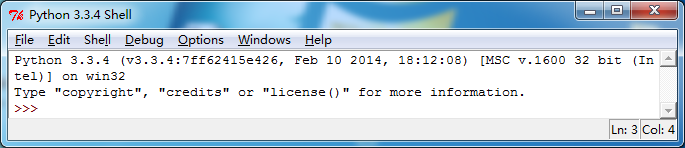 Python 3.3.4 Shell
File Edit Shell Debug Options Windows Help
Python 3.3.4 (v3.3.4:7ff62415e426, Feb 10 2014, 18:12:08) [MSC v.1600 32 bit (In
tel)] on win32
Type "copyright", "credits" or "license()" for more information.
>>>
Ln: 3 Col: 4